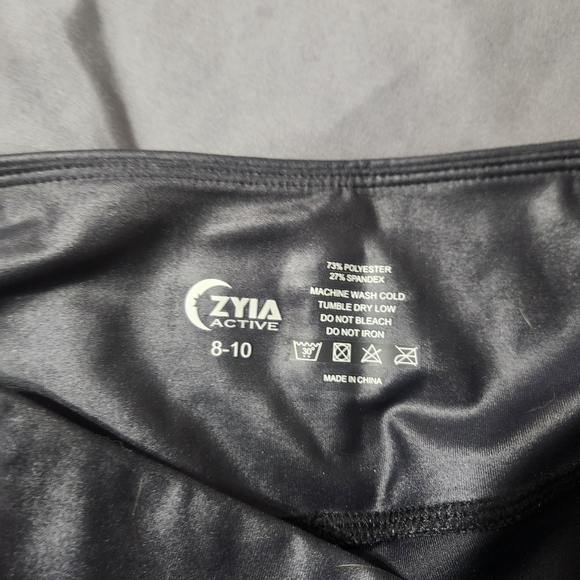 ZYIA
ACTIVE
8-10
73% POLYESTER
27% SPANDEX
MACHINE WASH COLD
TUMBLE DRY LOW
DO NOT BLEACH
DO NOT IRON
30°
MADE IN CHINA